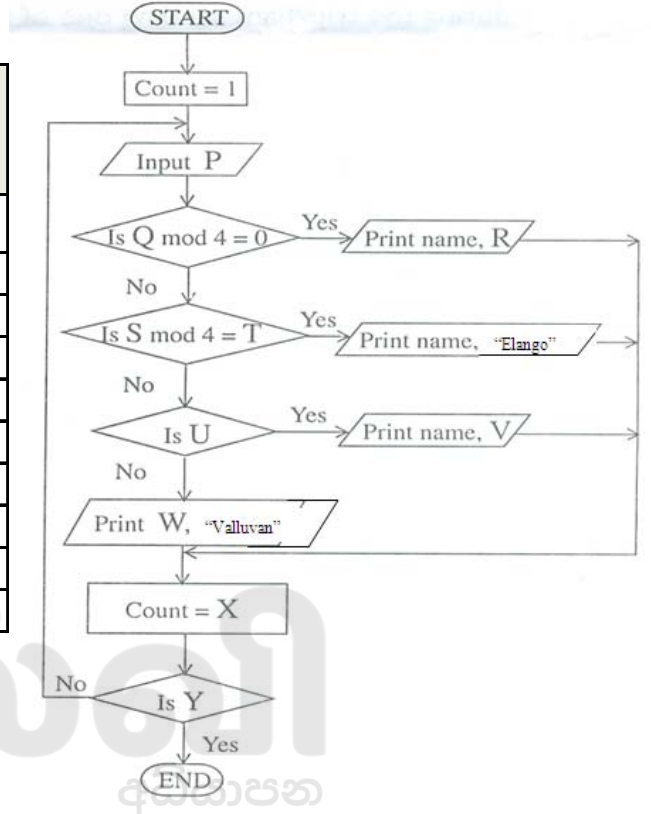 START
Count = 1
Input P
Is Q mod 4 = 0
Yes
Print name, R
No
Is S mod 4 = T
Yes
Print name, "Elango"
No
Is U
Yes
Print name, V
No
Print W, "Valluvan"
Count = X
No
Is Y
Yes
END
අධ්‍යාපන